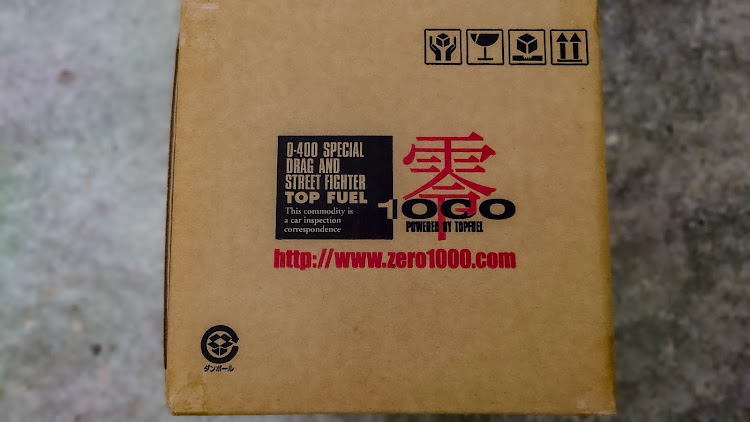 0-400 SPECIAL
DRAG AND
STREET FIGHTER
TOP FUEL
This commodity is
a car inspection
correspondence
零
1000
POWERED BY TOPFUEL
http://www.zero1000.com
ダンボール